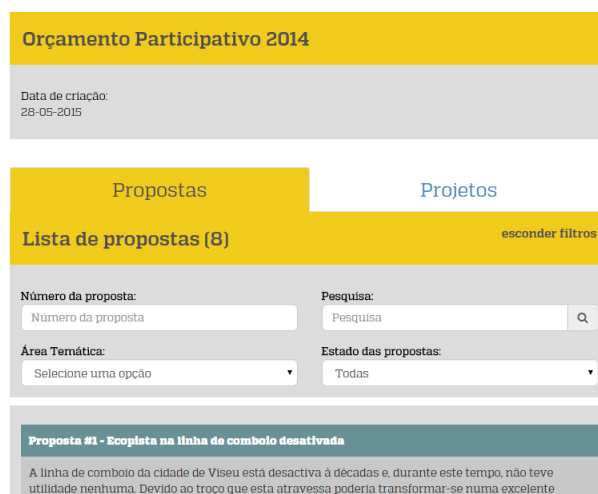 Orçamento Participativo 2014
Data de criação:
28-05-2015
Propostas
Projetos
Lista de propostas (8)
esconder filtros
Número da proposta:
Pesquisa:
Número da proposta
Pesquisa
Área Temática:
Estado das propostas:
Selecione uma opção
Todas
Proposta #1 - Ecopista na linha de comboio desativada
A linha de comboio da cidade de Viseu está desactiva á décadas e, durante este tempo, não teve
utilidade nenhuma. Devido ao troço que esta atravessa poderia transformar-se numa excelente